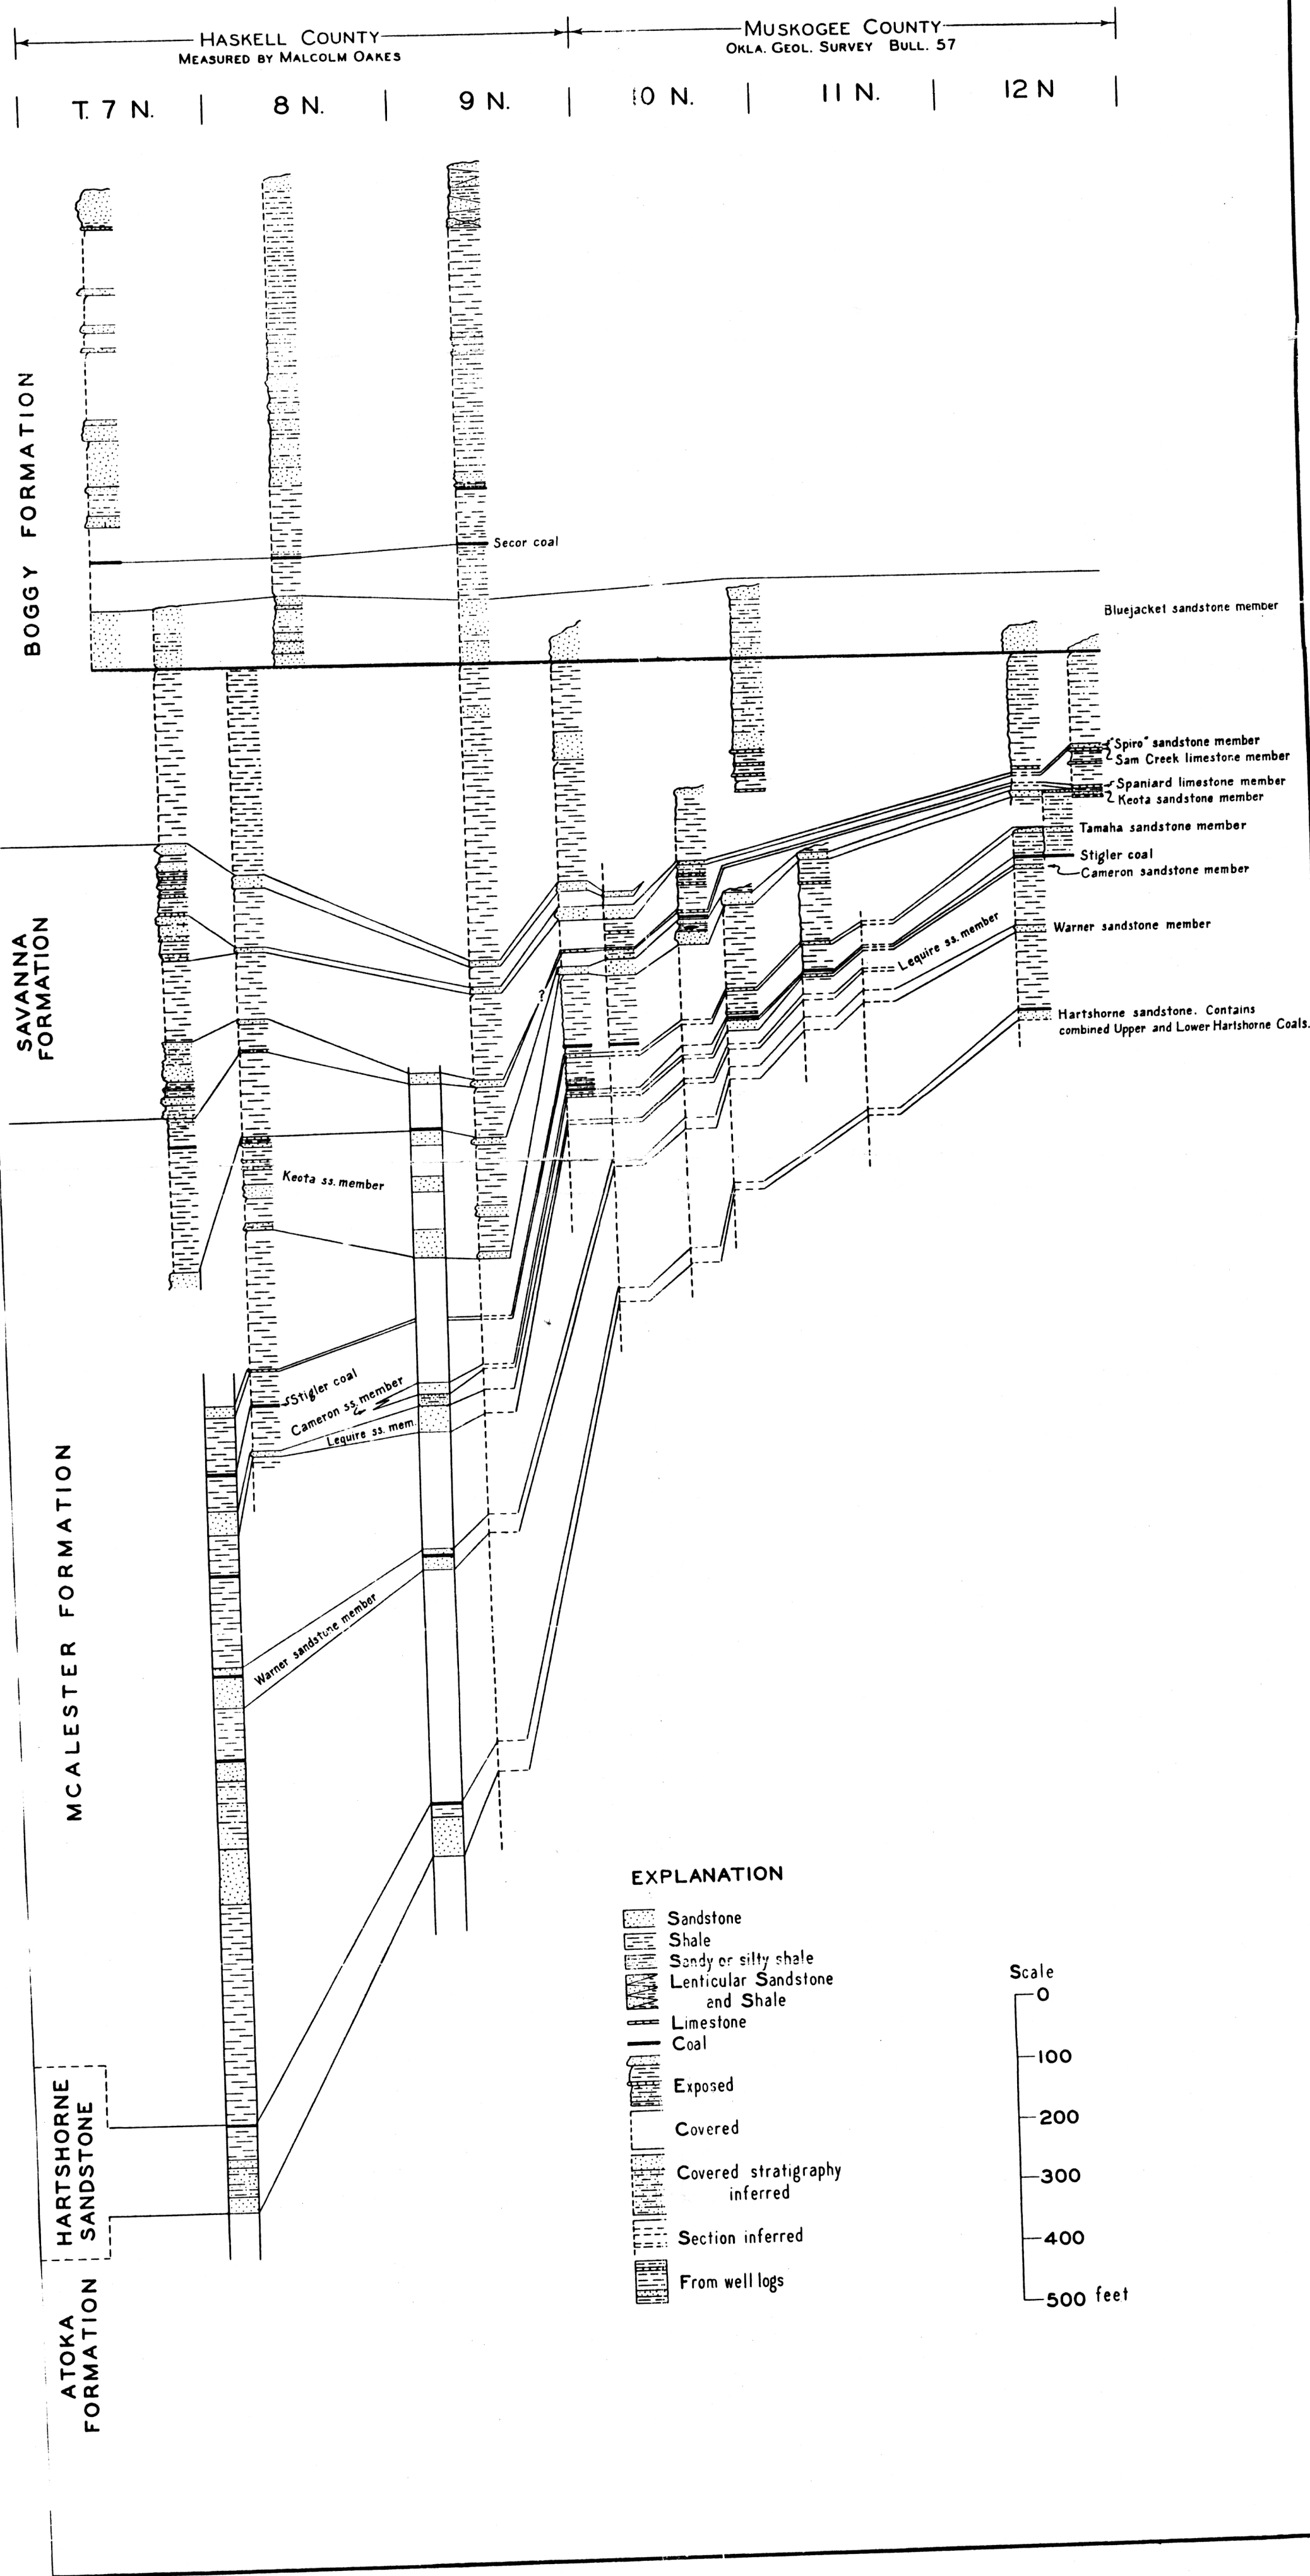 HASKELL COUNTY
MEASURED BY MALCOLM OAKES
MUSKOGEE COUNTY
OKLA. GEOL. SURVEY BULL. 57
T. 7 N.
8 N.
9 N.
10 N.
11 N.
12 N
BOGGY FORMATION
Secor coal
Bluejacket sandstone member
"Spiro" sandstone member
Sam Creek limestone member
Spaniard limestone member
Keota sandstone member
Tamaha sandstone member
Stigler coal
Cameron sandstone member
Lequire ss. member
Warner sandstone member
Hartshorne sandstone. Contains
combined Upper and Lower Hartshorne Coals.
SAVANNA
FORMATION
?
Keota ss. member
Stigler coal
Cameron ss. member
Lequire ss. mem.
Warner sandstone member
MCALESTER FORMATION
HARTSHORNE
SANDSTONE
ATOKA
FORMATION
EXPLANATION
Sandstone
Shale
Sandy or silty shale
Lenticular Sandstone
and Shale
Limestone
Coal
Exposed
Covered
Covered stratigraphy
inferred
Section inferred
From well logs
Scale
0
100
200
300
400
500 feet